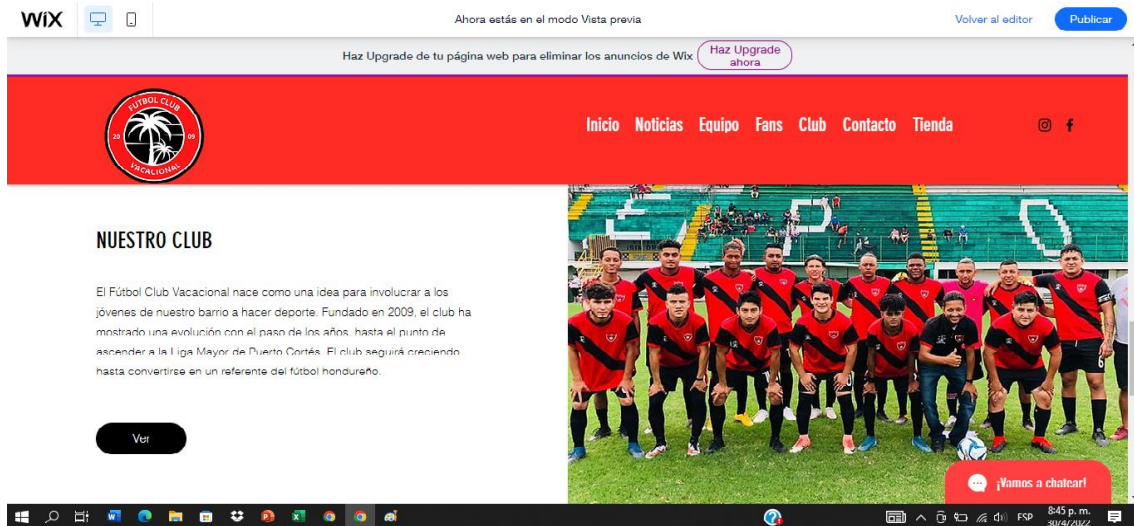 WiX
Ahora estás en el modo Vista previa
Volver al editor
Publicar
Haz Upgrade de tu página web para eliminar los anuncios de Wix
Haz Upgrade
ahora
FUTBOL CLUB
20 09
VACACIONAL
Inicio Noticias Equipo Fans Club Contacto Tienda
NUESTRO CLUB
El Fútbol Club Vacacional nace como una idea para involucrar a los
jóvenes de nuestro barrio a hacer deporte. Fundado en 2009, el club ha
mostrado una evolución con el paso de los años, hasta el punto de
ascender a la Liga Mayor de Puerto Cortés. El club seguirá creciendo
hasta convertirse en un referente del fútbol hondureño.
Ver
E P O
6
¡Vamos a chatear!
ESP
8:45 p. m.
30/4/2022